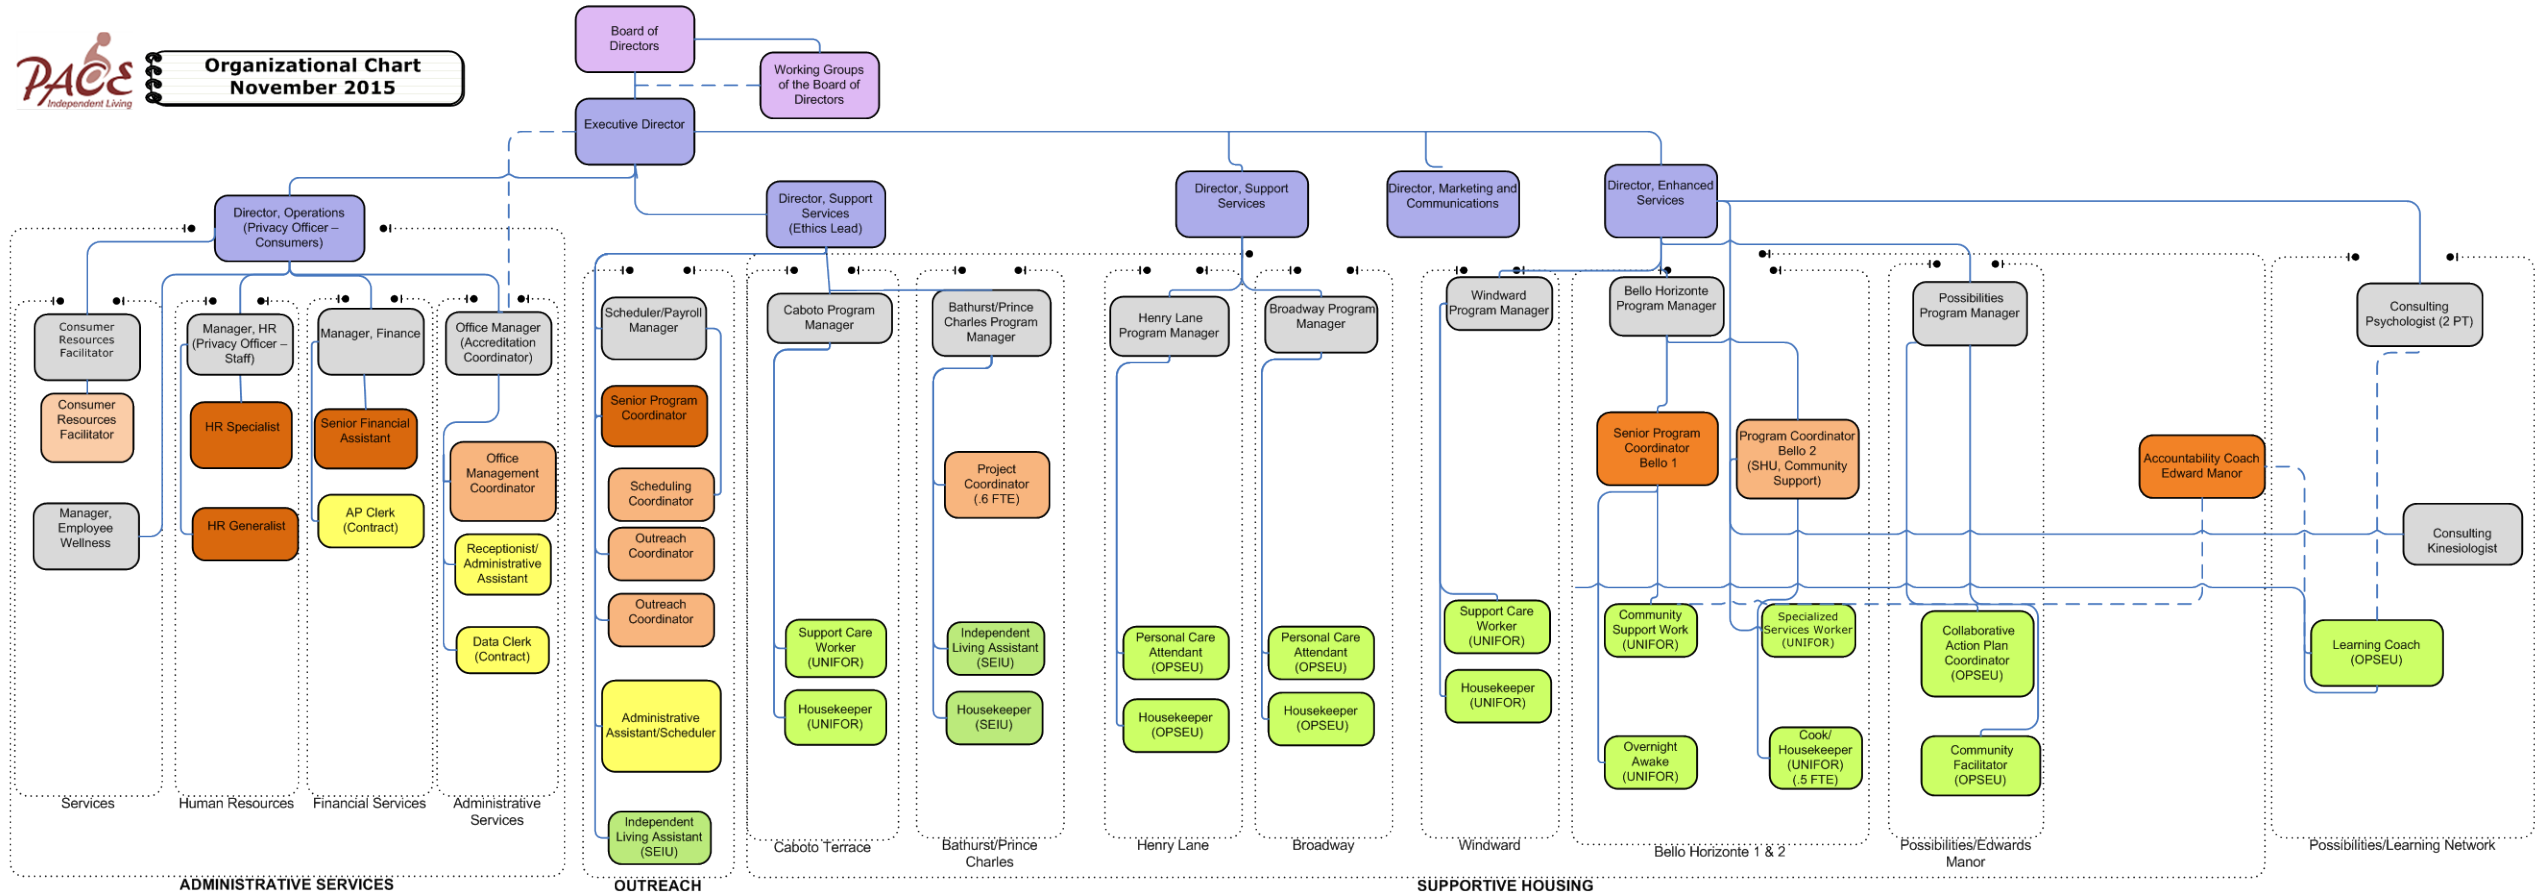 PACE
Independent Living
Organizational Chart
November 2015
Board of
Directors
Working Groups
of the Board of
Directors
Executive Director
Director, Operations
(Privacy Officer –
Consumers)
Director, Support
Services
(Ethics Lead)
Director, Support
Services
Director, Marketing and
Communications
Director, Enhanced
Services
Consumer
Resources
Facilitator
Manager, HR
(Privacy Officer –
Staff)
Manager, Finance
Office Manager
(Accreditation
Coordinator)
Scheduler/Payroll
Manager
Caboto Program
Manager
Bathurst/Prince
Charles Program
Manager
Henry Lane
Program Manager
Broadway Program
Manager
Windward
Program Manager
Bello Horizonte
Program Manager
Possibilities
Program Manager
Consulting
Psychologist (2 PT)
Consumer
Resources
Facilitator
HR Specialist
Senior Financial
Assistant
Office
Management
Coordinator
Senior Program
Coordinator
Scheduling
Coordinator
Project
Coordinator
(.6 FTE)
Senior Program
Coordinator
Bello 1
Program Coordinator
Bello 2
(SHU, Community
Support)
Accountability Coach
Edward Manor
Manager,
Employee
Wellness
HR Generalist
AP Clerk
(Contract)
Receptionist/
Administrative
Assistant
Outreach
Coordinator
Consulting
Kinesiologist
Data Clerk
(Contract)
Outreach
Coordinator
Support Care
Worker
(UNIFOR)
Independent
Living Assistant
(SEIU)
Personal Care
Attendant
(OPSEU)
Personal Care
Attendant
(OPSEU)
Support Care
Worker
(UNIFOR)
Community
Support Work
(UNIFOR)
Specialized
Services Worker
(UNIFOR)
Collaborative
Action Plan
Coordinator
(OPSEU)
Learning Coach
(OPSEU)
Administrative
Assistant/Scheduler
Housekeeper
(UNIFOR)
Housekeeper
(SEIU)
Housekeeper
(OPSEU)
Housekeeper
(OPSEU)
Housekeeper
(UNIFOR)
Overnight
Awake
(UNIFOR)
Cook/
Housekeeper
(UNIFOR)
(.5 FTE)
Community
Facilitator
(OPSEU)
Independent
Living Assistant
(SEIU)
Services
Human Resources
Financial Services
Administrative
Services
Caboto Terrace
Bathurst/Prince
Charles
Henry Lane
Broadway
Windward
Bello Horizonte 1 & 2
Possibilities/Edwards
Manor
Possibilities/Learning Network
ADMINISTRATIVE SERVICES
OUTREACH
SUPPORTIVE HOUSING